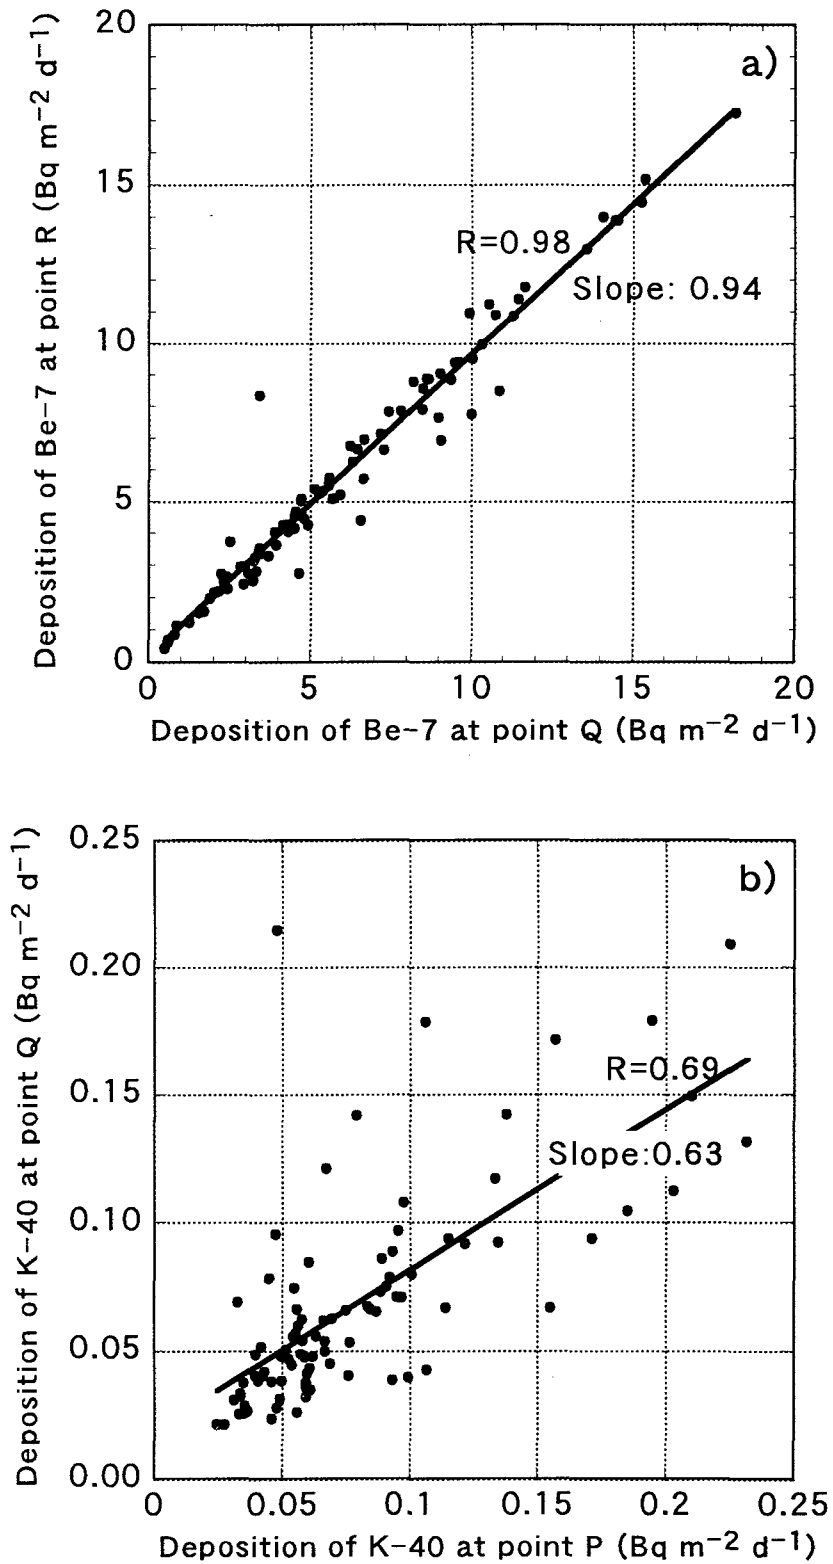 20
a)
15
R=0.98
Slope: 0.94
10
5
0
0 5 10 15 20
Deposition of Be-7 at point R (Bq m⁻² d⁻¹)
Deposition of Be-7 at point Q (Bq m⁻² d⁻¹)
0.25
b)
0.20
0.15
R=0.69
Slope:0.63
0.10
0.05
0.00
0 0.05 0.1 0.15 0.2 0.25
Deposition of K-40 at point Q (Bq m⁻² d⁻¹)
Deposition of K-40 at point P (Bq m⁻² d⁻¹)